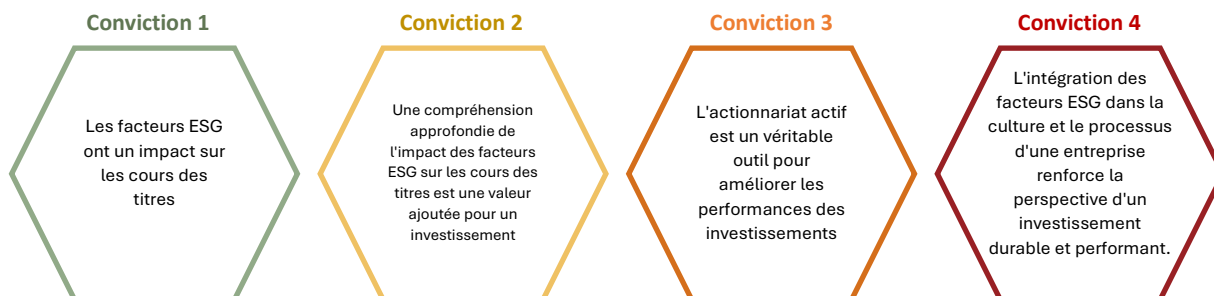 Conviction 1
Les facteurs ESG
ont un impact sur
les cours des
titres
Conviction 2
Une compréhension
approfondie de
l'impact des facteurs
ESG sur les cours des
titres est une valeur
ajoutée pour un
investissement
Conviction 3
L'actionnariat actif
est un véritable
outil pour
améliorer les
performances des
investissements
Conviction 4
L'intégration des
facteurs ESG dans la
culture et le processus
d'une entreprise
renforce la
perspective d'un
investissement
durable et performant.